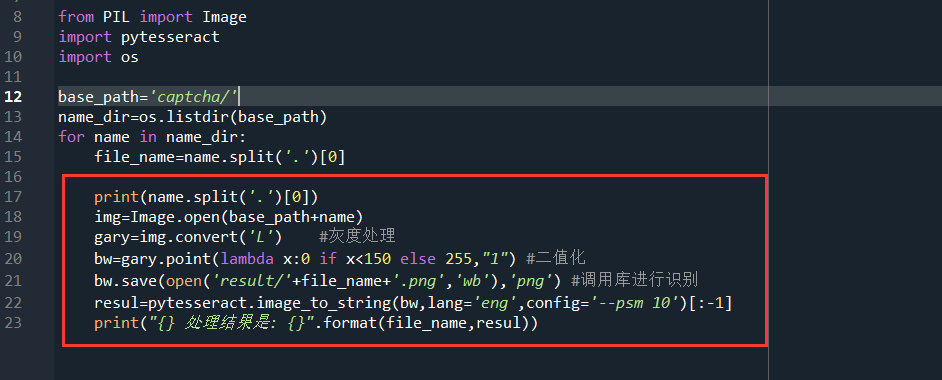 8 from PIL import Image
9 import pytesseract
10 import os
11
12 base_path='captcha/'
13 name_dir=os.listdir(base_path)
14 for name in name_dir:
15     file_name=name.split('.')[0]
16
17     print(name.split('.')[0])
18     img=Image.open(base_path+name)
19     gary=img.convert('L')    #灰度处理
20     bw=gary.point(lambda x:0 if x<150 else 255,"1") #二值化
21     bw.save(open('result/'+file_name+'.png','wb'),'png') #调用库进行识别
22     resul=pytesseract.image_to_string(bw,lang='eng',config='--psm 10')[:-1]
23     print("{} 处理结果是: {}".format(file_name,resul))